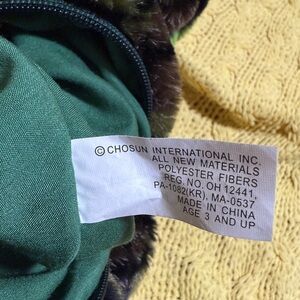 © CHOSUN INTERNATIONAL INC.
ALL NEW MATERIALS
POLYESTER FIBERS
REG. NO. OH 12441,
PA-1082(KR), MA-0537
MADE IN CHINA
AGE 3 AND UP